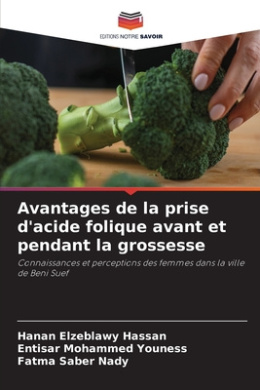 EDITIONS NOTRE SAVOIR
Avantages de la prise
d'acide folique avant et
pendant la grossesse
Connaissances et perceptions des femmes dans la ville
de Beni Suef
Hanan Elzeblawy Hassan
Entisar Mohammed Youness
Fatma Saber Nady